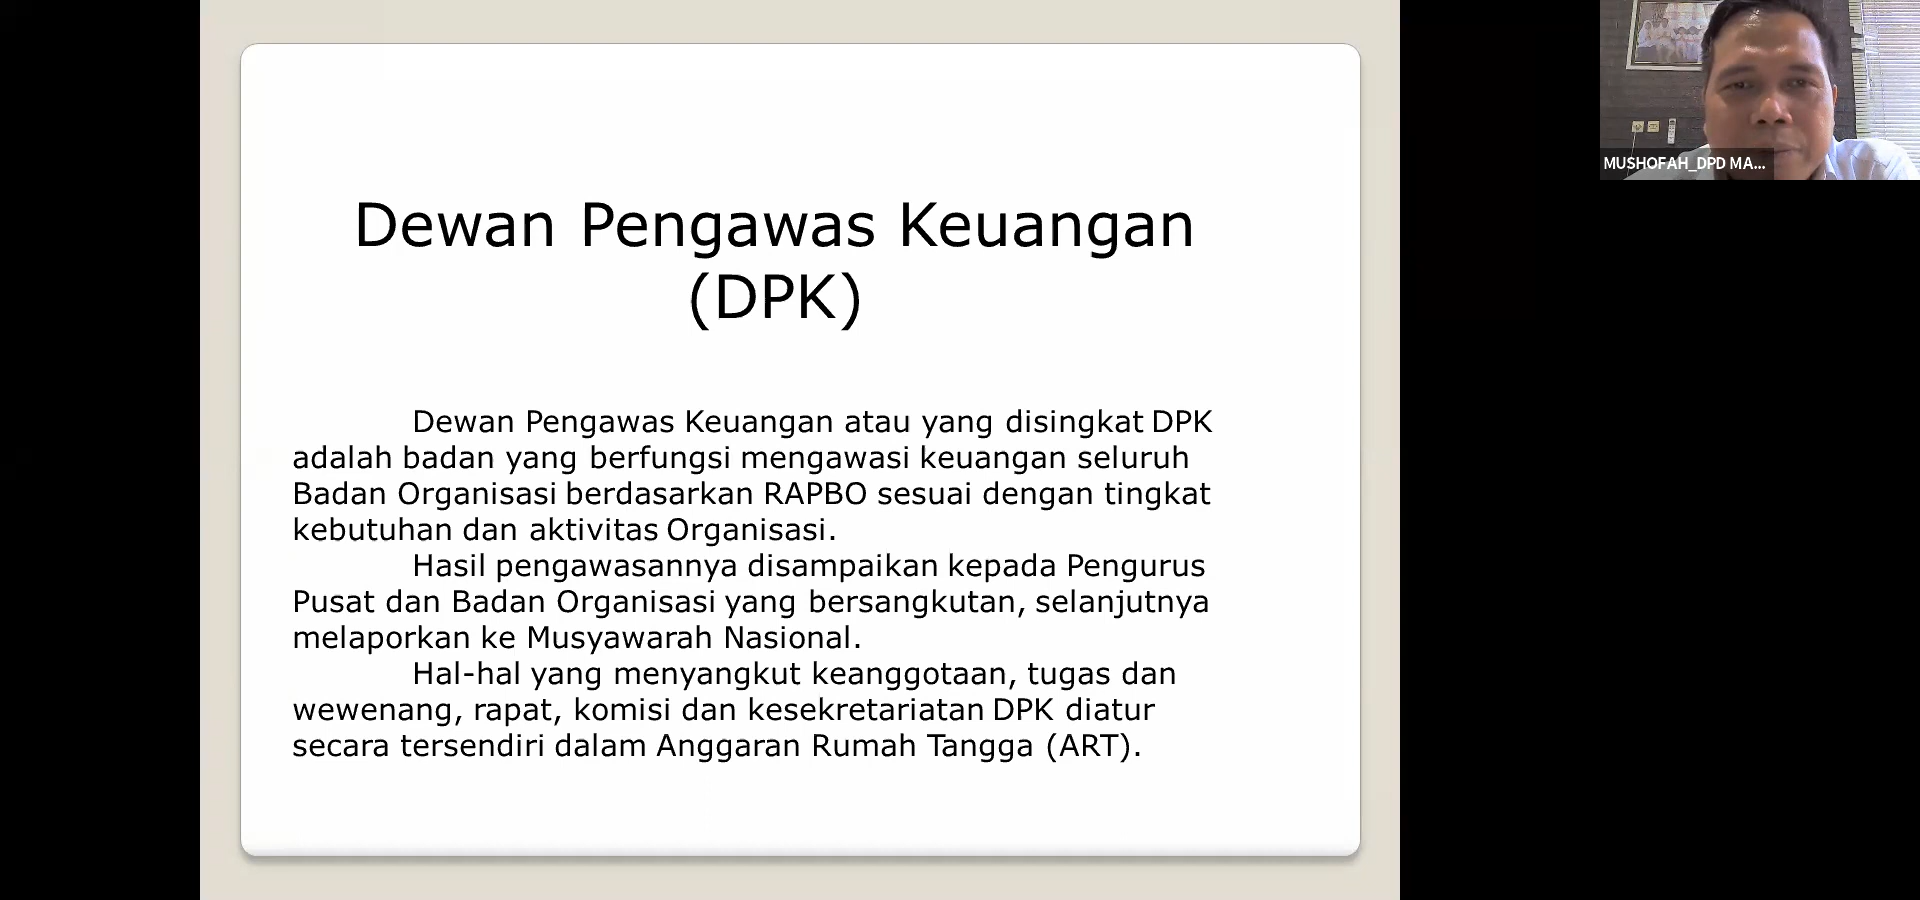 Dewan Pengawas Keuangan
(DPK)
Dewan Pengawas Keuangan atau yang disingkat DPK
adalah badan yang berfungsi mengawasi keuangan seluruh
Badan Organisasi berdasarkan RAPBO sesuai dengan tingkat
kebutuhan dan aktivitas Organisasi.
Hasil pengawasannya disampaikan kepada Pengurus
Pusat dan Badan Organisasi yang bersangkutan, selanjutnya
melaporkan ke Musyawarah Nasional.
Hal-hal yang menyangkut keanggotaan, tugas dan
wewenang, rapat, komisi dan kesekretariatan DPK diatur
secara tersendiri dalam Anggaran Rumah Tangga (ART).
MUSHOFAH_DPD MA...